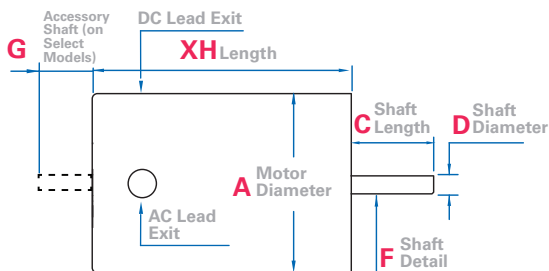 Accessory
Shaft (on
Select
Models)
G
DC Lead Exit
XH Length
C Shaft
Length
D Shaft
Diameter
A Motor
Diameter
AC Lead
Exit
F Shaft
Detail